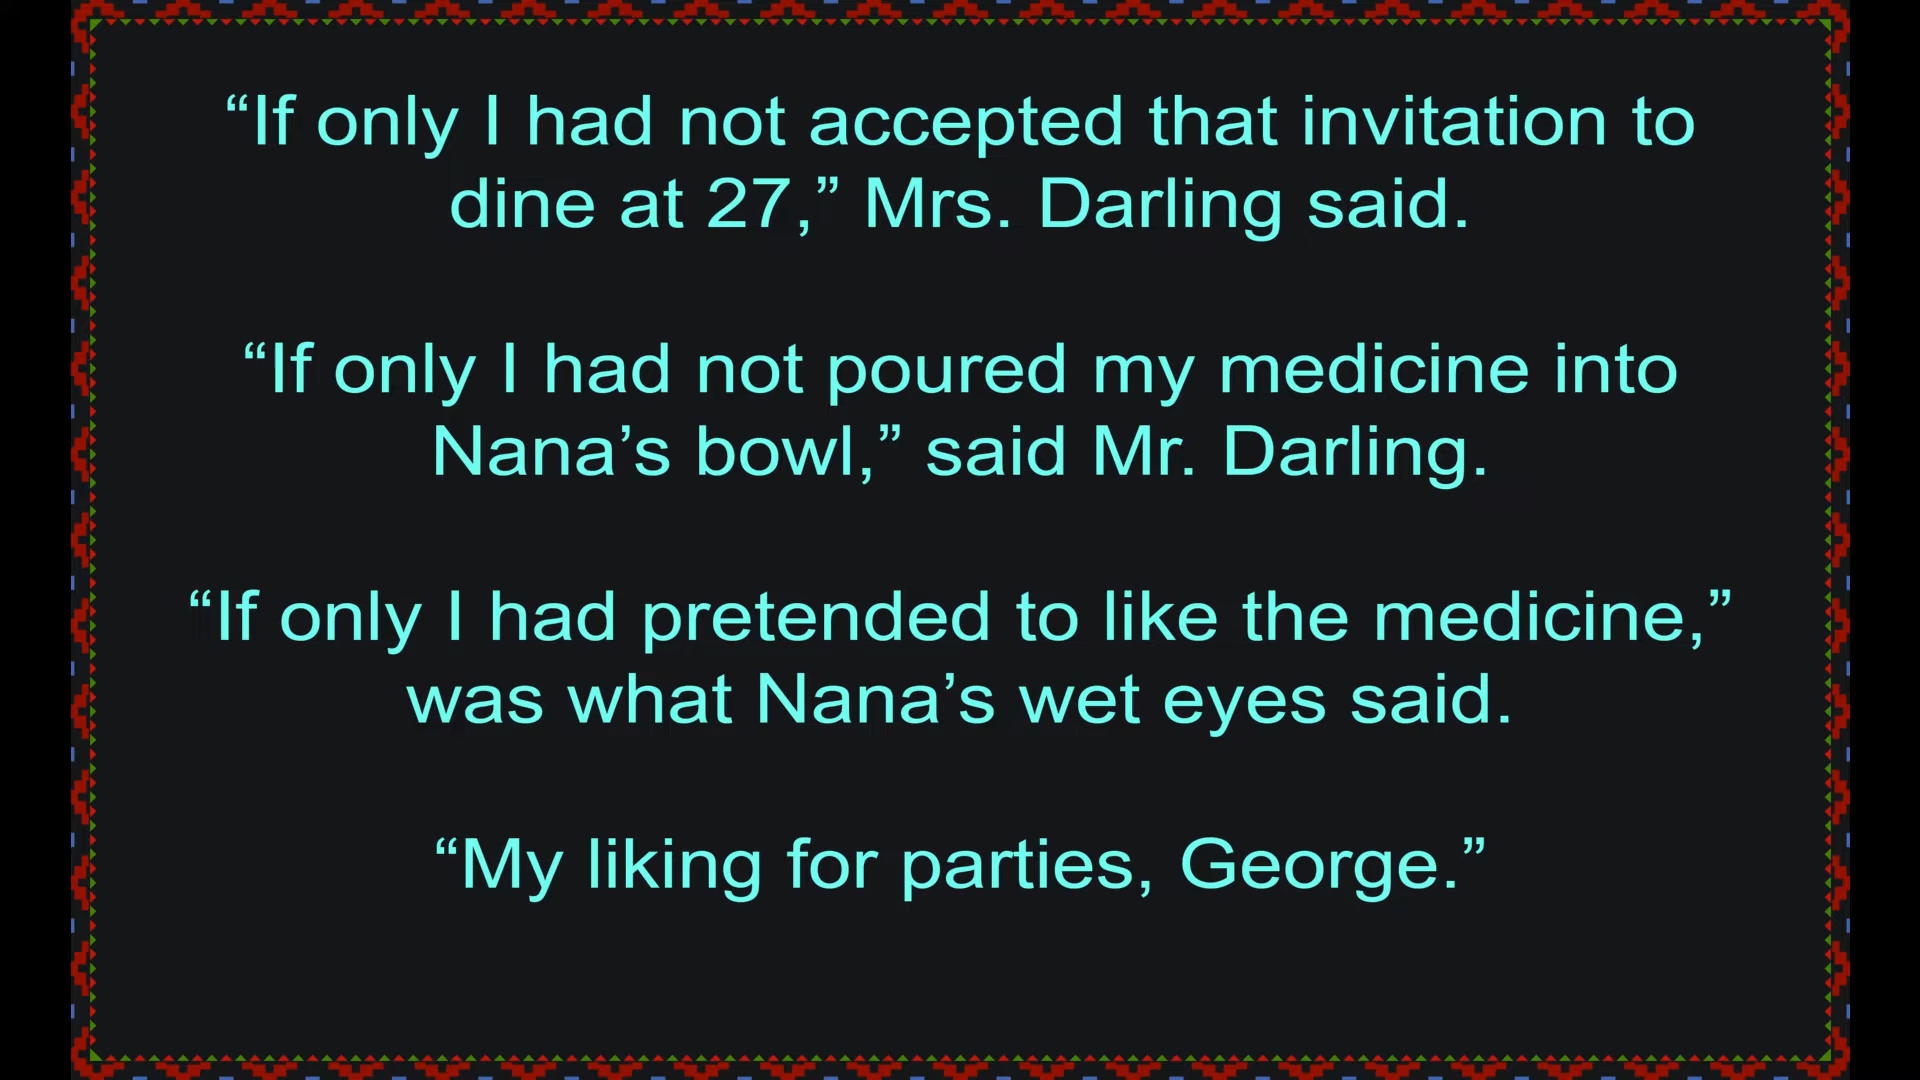 “If only I had not accepted that invitation to
dine at 27,” Mrs. Darling said.
“If only I had not poured my medicine into
Nana’s bowl,” said Mr. Darling.
“If only I had pretended to like the medicine,”
was what Nana’s wet eyes said.
“My liking for parties, George.”